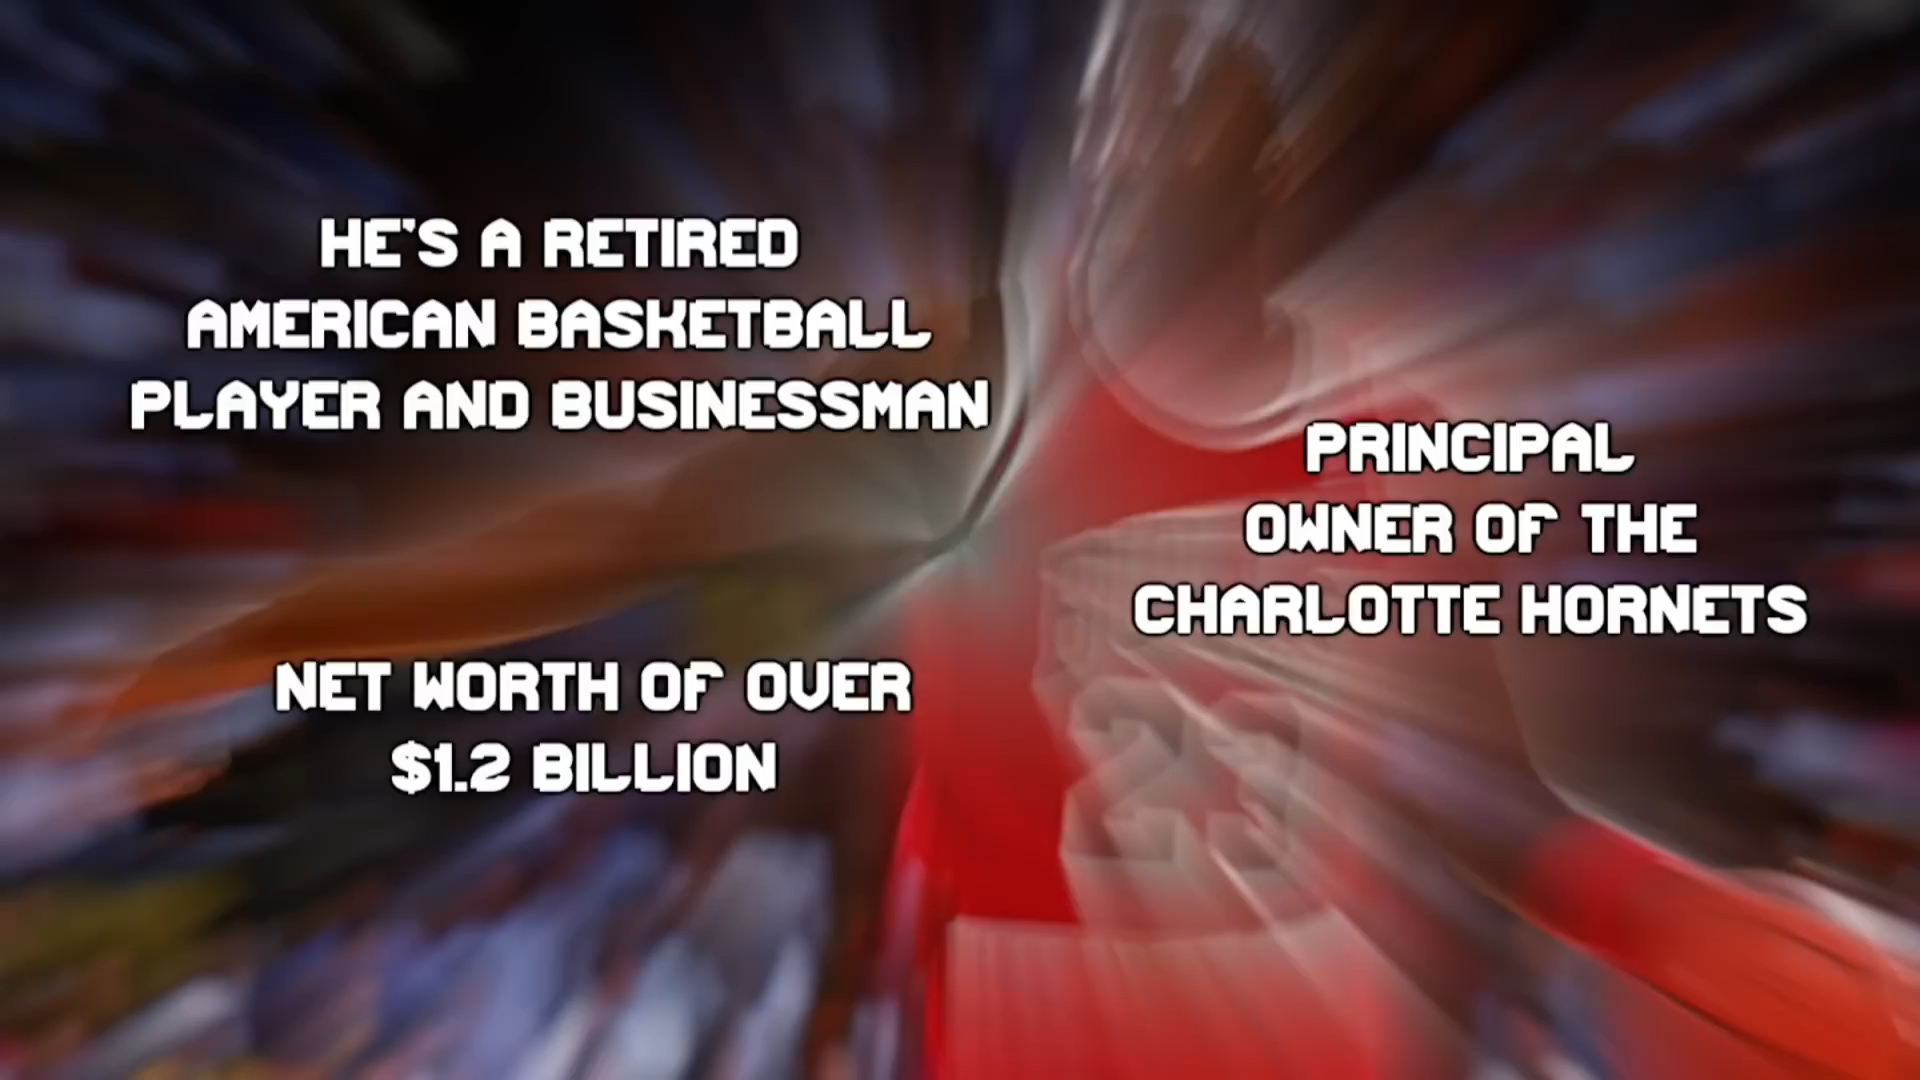 HE'S A RETIRED
AMERICAN BASKETBALL
PLAYER AND BUSINESSMAN
PRINCIPAL
OWNER OF THE
CHARLOTTE HORNETS
NET WORTH OF OVER
$1.2 BILLION